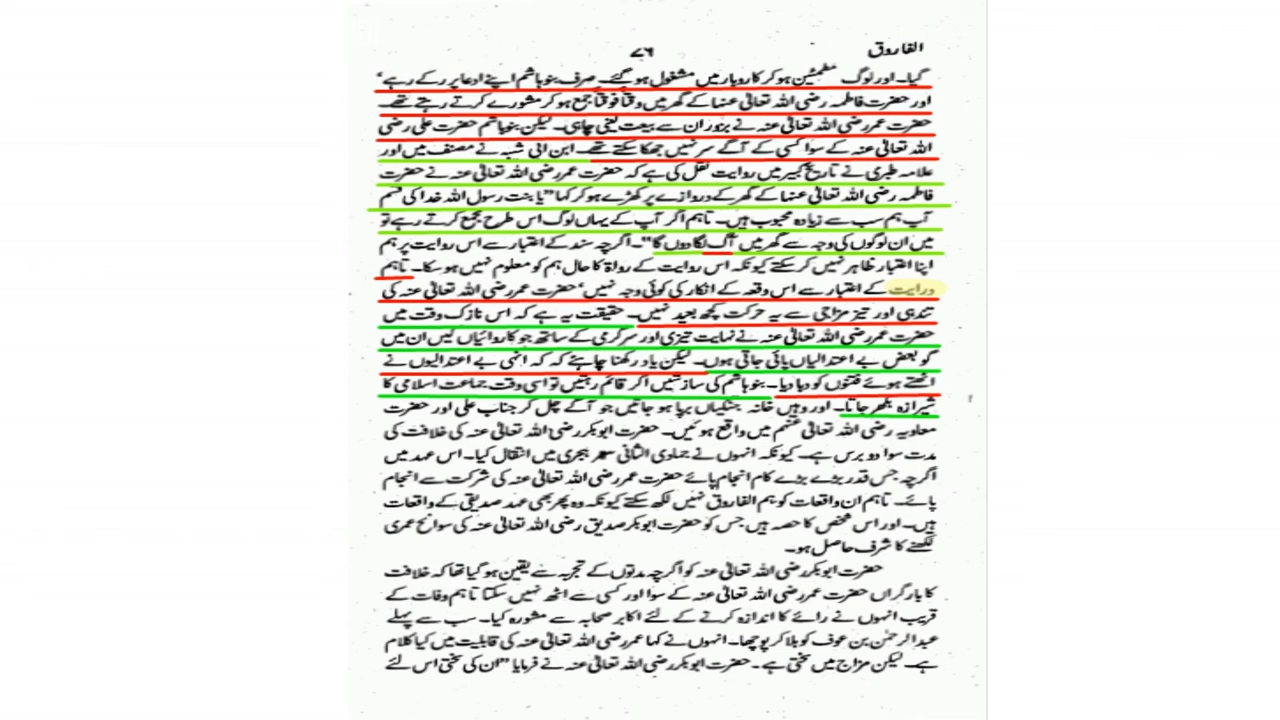 الفاروق
۷۶
گیا۔ اور لوگ مطمئین ہو کر کاروبار میں مشغول ہو گئے۔ صرف بنو ہاشم اپنے ادعا پر رکے رہے،
اور حضرت فاطمہ رضی اللہ تعالیٰ عنہا کے گھر میں وقتاً فوقتاً جمع ہو کر مشورے کرتے رہتے تھے۔
حضرت عمر رضی اللہ تعالیٰ عنہ نے بزور ان سے بیعت لینی چاہی۔ لیکن بنو ہاشم حضرت علی رضی
اللہ تعالیٰ عنہ کے سوا کسی کے آگے سر نہیں جھکا سکتے تھے۔ ابن ابی شبہ نے مصنف میں اور
علامہ طبری نے تاریخ کبیر میں روایت نقل کی ہے کہ حضرت عمر رضی اللہ تعالیٰ عنہ نے حضرت
فاطمہ رضی اللہ تعالیٰ عنہا کے گھر کے دروازے پر کھڑے ہو کر کہا "یا بنت رسول اللہ خدا کی قسم
آپ ہم سب سے زیادہ محبوب ہیں۔ تاہم اگر آپ کے یہاں لوگ اس طرح مجمع کرتے رہے تو
میں ان لوگوں کی وجہ سے گھر میں آگ لگا دوں گا"۔ اگرچہ سند کے اعتبار سے اس روایت پر ہم
اپنا اعتبار ظاہر نہیں کر سکتے کیونکہ اس روایت کے رواۃ کا حال ہم کو معلوم نہیں ہو سکا۔ تاہم
درایت کے اعتبار سے اس واقعہ کے انکار کی کوئی وجہ نہیں، حضرت عمر رضی اللہ تعالیٰ عنہ کی
تندہی اور تیز مزاجی سے یہ حرکت کچھ بعید نہیں۔ حقیقت یہ ہے کہ اس نازک وقت میں
حضرت عمر رضی اللہ تعالیٰ عنہ نے نہایت تیزی اور سرگرمی کے ساتھ جو کاروائیاں کیں ان میں
گو بعض بے اعتدالیاں پائی جاتی ہوں۔ لیکن یاد رکھنا چاہئے کہ کہ انہی بے اعتدالیوں نے
اٹھتے ہوئے فتنوں کو دبا دیا۔ بنو ہاشم کی سازشیں اگر قائم رہتیں تو اسی وقت جماعت اسلامی کا
شیرازہ بکھر جاتا۔ اور وہیں خانہ جنگیاں برپا ہو جاتیں جو آگے چل کر جناب علی اور حضرت
معاویہ رضی اللہ تعالیٰ عنہم میں واقع ہوئیں۔ حضرت ابوبکر رضی اللہ تعالیٰ عنہ کی خلافت کی
مدت سوا دو برس ہے۔ کیونکہ انہوں نے جمادی الثانی ہجری میں انتقال کیا۔ اس عہد میں
اگرچہ جس قدر بڑے بڑے کام انجام پائے حضرت عمر رضی اللہ تعالیٰ عنہ کی شرکت سے انجام
پائے۔ تاہم ان واقعات کو ہم الفاروق نہیں لکھ سکتے کیونکہ وہ پھر بھی عہد صدیقی کے واقعات
ہیں۔ اور اس شخص کا حصہ ہیں جس کو حضرت ابوبکر صدیق رضی اللہ تعالیٰ عنہ کی سوانح عمری
لکھنے کا شرف حاصل ہو۔
حضرت ابوبکر رضی اللہ تعالیٰ عنہ کو اگرچہ مدتوں کے تجربہ سے یقین ہو گیا تھا کہ خلافت
کا بارگراں حضرت عمر رضی اللہ تعالیٰ عنہ کے سوا اور کسی سے اٹھ نہیں سکتا تاہم وفات کے
قریب انہوں نے رائے کا اندازہ کرنے کے لئے اکابر صحابہ سے مشورہ کیا۔ سب سے پہلے
عبدالرحمٰن بن عوف کو بلا کر پوچھا۔ انہوں نے کہا عمر رضی اللہ تعالیٰ عنہ کی قابلیت میں کیا کلام
ہے۔ لیکن مزاج میں سختی ہے۔ حضرت ابوبکر رضی اللہ تعالیٰ عنہ نے فرمایا "ان کی سختی اس لئے